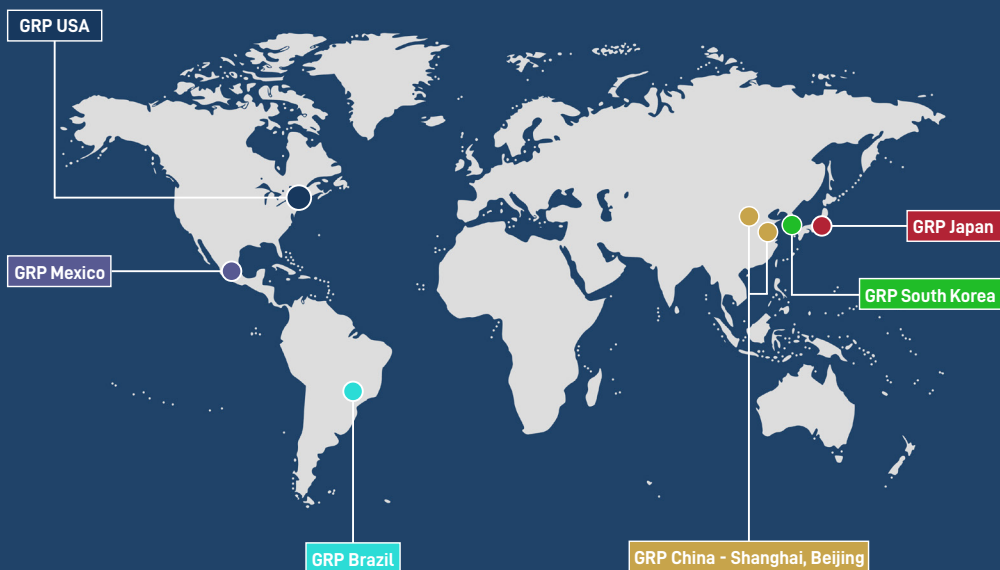 GRP USA
GRP Japan
GRP Mexico
GRP South Korea
GRP Brazil
GRP China - Shanghai, Beijing